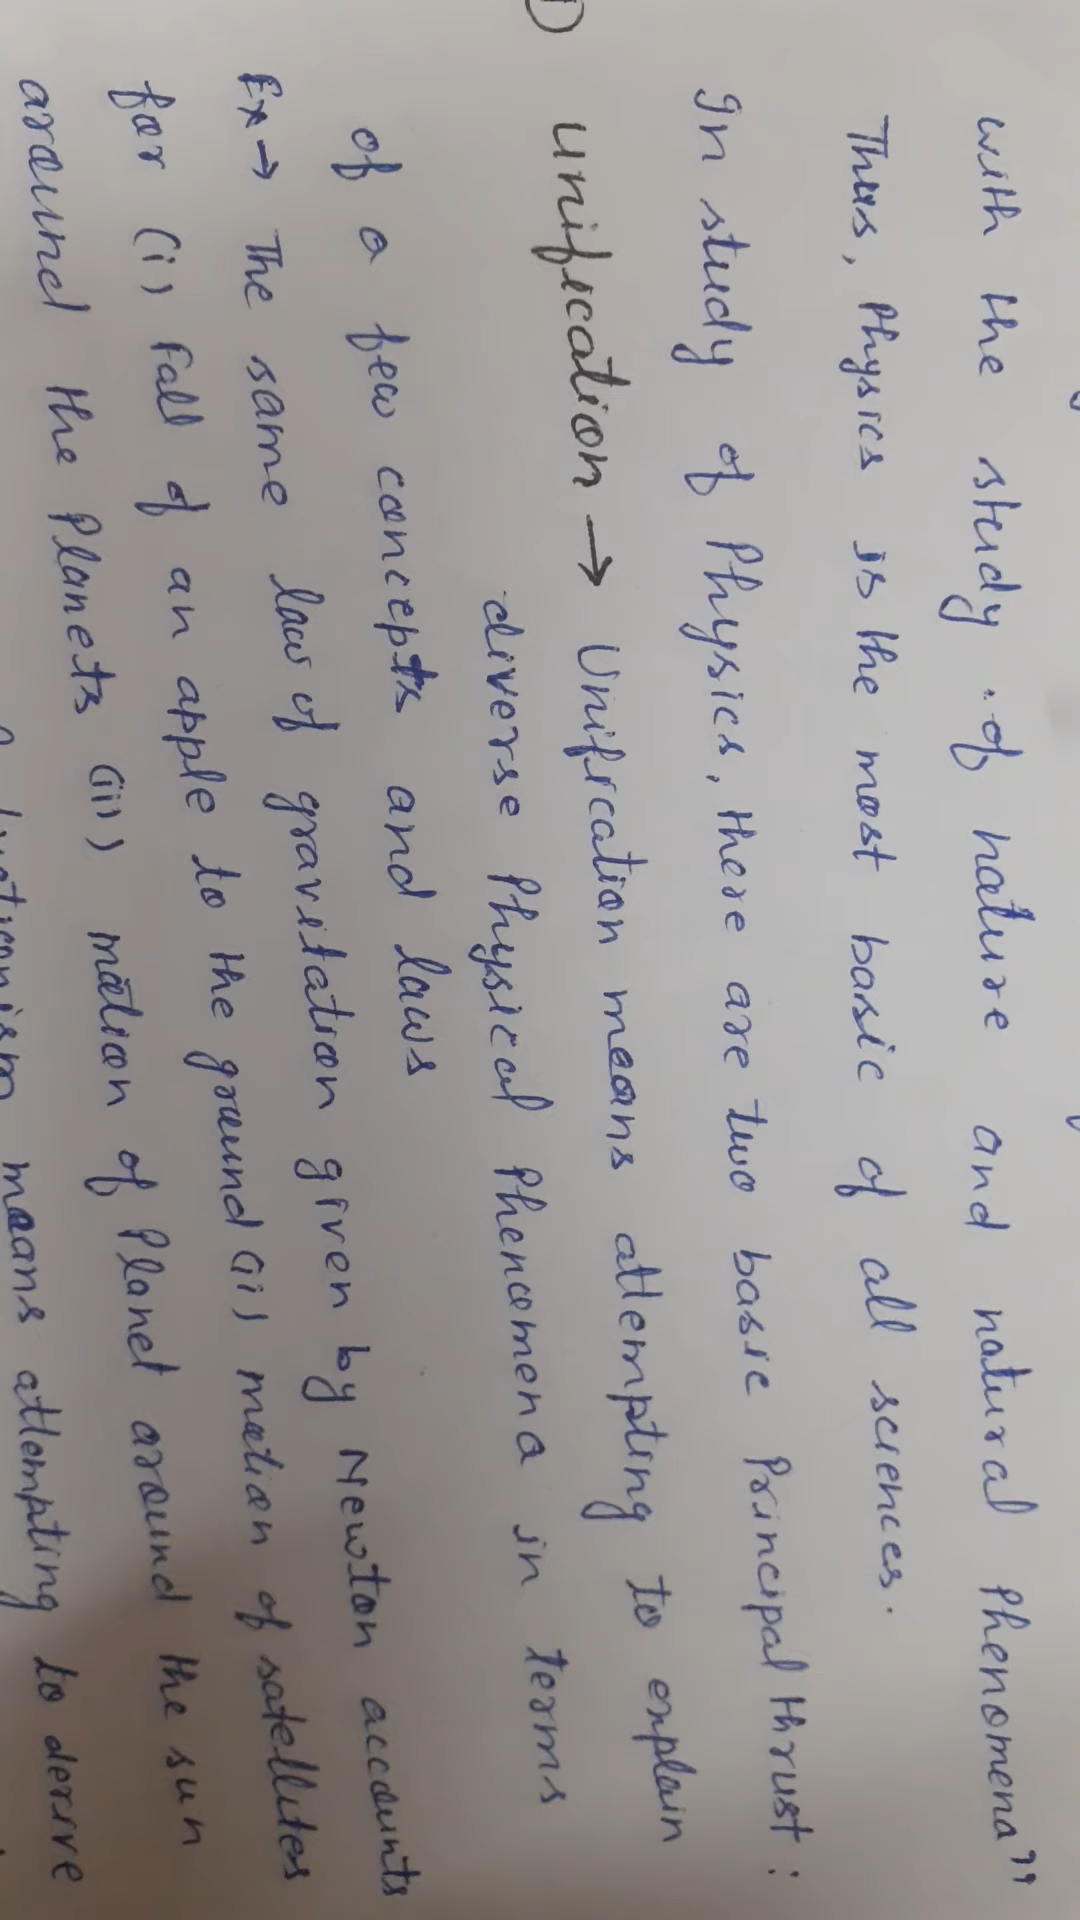 with the study of nature and natural Phenomena"
Thus, Physics is the most basic of all sciences.
In study of Physics, there are two basic Principal thrust :
unification → Unification means attempting to explain
diverse Physical Phenomena in terms
of a few concepts and laws
Ex → The same law of gravitation given by Newton accounts
for (i) Fall of an apple to the ground (ii) motion of satellites
around the Planets (iii) motion of Planet around the sun
means attempting to derive